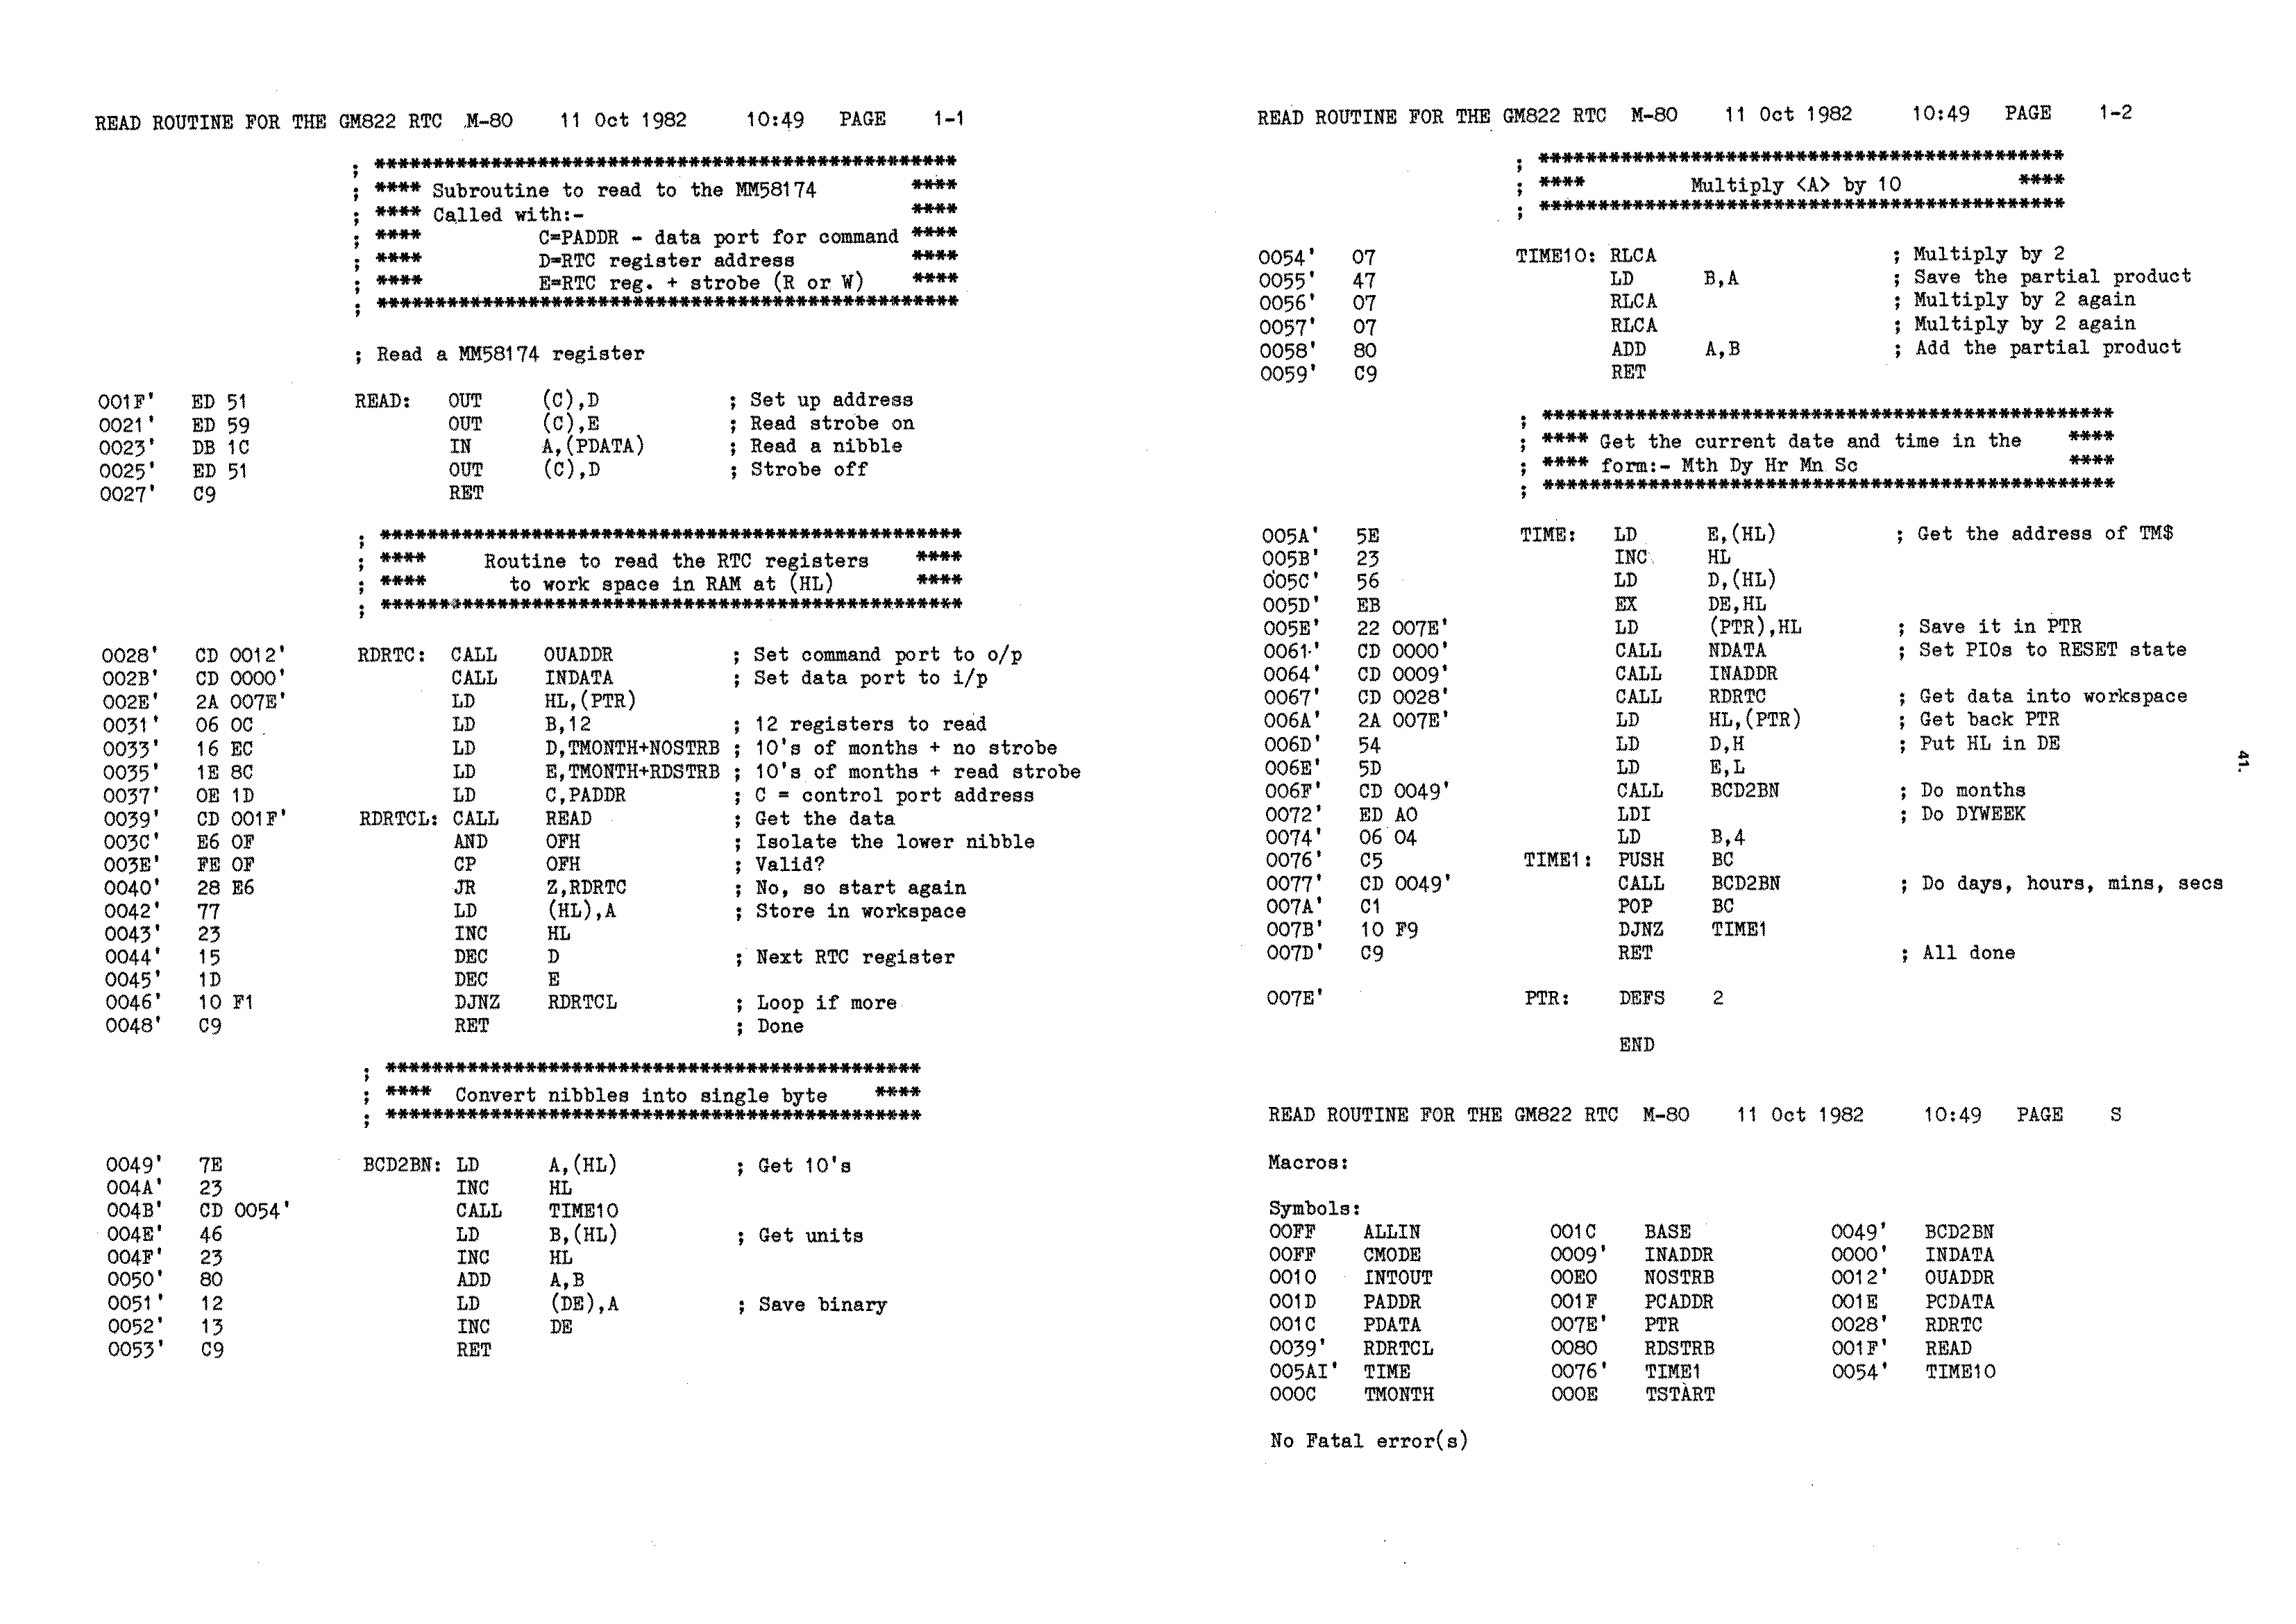 READ ROUTINE FOR THE GM822 RTC M-80 11 Oct 1982 10:49 PAGE 1-1
; **************************************************
; **** Subroutine to read to the MM58174 ****
; **** Called with:- ****
; **** C=PADDR - data port for command ****
; **** D=RTC register address ****
; **** E=RTC reg. + strobe (R or W) ****
; **************************************************
; Read a MM58174 register
001F' ED 51 READ: OUT (C),D ; Set up address
0021' ED 59 OUT (C),E ; Read strobe on
0023' DB 1C IN A,(PDATA) ; Read a nibble
0025' ED 51 OUT (C),D ; Strobe off
0027' C9 RET
; **************************************************
; **** Routine to read the RTC registers ****
; **** to work space in RAM at (HL) ****
; **************************************************
0028' CD 0012' RDRTC: CALL OUADDR ; Set command port to o/p
002B' CD 0000' CALL INDATA ; Set data port to i/p
002E' 2A 007E' LD HL,(PTR)
0031' 06 0C LD B,12 ; 12 registers to read
0033' 16 EC LD D,TMONTH+NOSTRB ; 10's of months + no strobe
0035' 1E 8C LD E,TMONTH+RDSTRB ; 10's of months + read strobe
0037' 0E 1D LD C,PADDR ; C = control port address
0039' CD 001F' RDRTCL: CALL READ ; Get the data
003C' E6 0F AND 0FH ; Isolate the lower nibble
003E' FE 0F CP 0FH ; Valid?
0040' 28 E6 JR Z,RDRTC ; No, so start again
0042' 77 LD (HL),A ; Store in workspace
0043' 23 INC HL
0044' 15 DEC D ; Next RTC register
0045' 1D DEC E
0046' 10 F1 DJNZ RDRTCL ; Loop if more
0048' C9 RET ; Done
; **********************************************
; **** Convert nibbles into single byte ****
; **********************************************
0049' 7E BCD2BN: LD A,(HL) ; Get 10's
004A' 23 INC HL
004B' CD 0054' CALL TIME10
004E' 46 LD B,(HL) ; Get units
004F' 23 INC HL
0050' 80 ADD A,B
0051' 12 LD (DE),A ; Save binary
0052' 13 INC DE
0053' C9 RET
READ ROUTINE FOR THE GM822 RTC M-80 11 Oct 1982 10:49 PAGE 1-2
; *********************************************
; **** Multiply <A> by 10 ****
; *********************************************
0054' 07 TIME10: RLCA ; Multiply by 2
0055' 47 LD B,A ; Save the partial product
0056' 07 RLCA ; Multiply by 2 again
0057' 07 RLCA ; Multiply by 2 again
0058' 80 ADD A,B ; Add the partial product
0059' C9 RET
; *************************************************
; **** Get the current date and time in the ****
; **** form:- Mth Dy Hr Mn Sc ****
; *************************************************
005A' 5E TIME: LD E,(HL) ; Get the address of TM$
005B' 23 INC HL
005C' 56 LD D,(HL)
005D' EB EX DE,HL
005E' 22 007E' LD (PTR),HL ; Save it in PTR
0061' CD 0000' CALL NDATA ; Set PIOs to RESET state
0064' CD 0009' CALL INADDR
0067' CD 0028' CALL RDRTC ; Get data into workspace
006A' 2A 007E' LD HL,(PTR) ; Get back PTR
006D' 54 LD D,H ; Put HL in DE
006E' 5D LD E,L
006F' CD 0049' CALL BCD2BN ; Do months
0072' ED A0 LDI ; Do DYWEEK
0074' 06 04 LD B,4
0076' C5 TIME1: PUSH BC
0077' CD 0049' CALL BCD2BN ; Do days, hours, mins, secs
007A' C1 POP BC
007B' 10 F9 DJNZ TIME1
007D' C9 RET ; All done
007E' PTR: DEFS 2
END
READ ROUTINE FOR THE GM822 RTC M-80 11 Oct 1982 10:49 PAGE S
Macros:
Symbols:
00FF ALLIN 001C BASE 0049' BCD2BN
00FF CMODE 0009' INADDR 0000' INDATA
0010 INTOUT 00E0 NOSTRB 0012' OUADDR
001D PADDR 001F PCADDR 001E PCDATA
001C PDATA 007E' PTR 0028' RDRTC
0039' RDRTCL 0080 RDSTRB 001F' READ
005AI' TIME 0076' TIME1 0054' TIME10
000C TMONTH 000E TSTART
No Fatal error(s)
41.